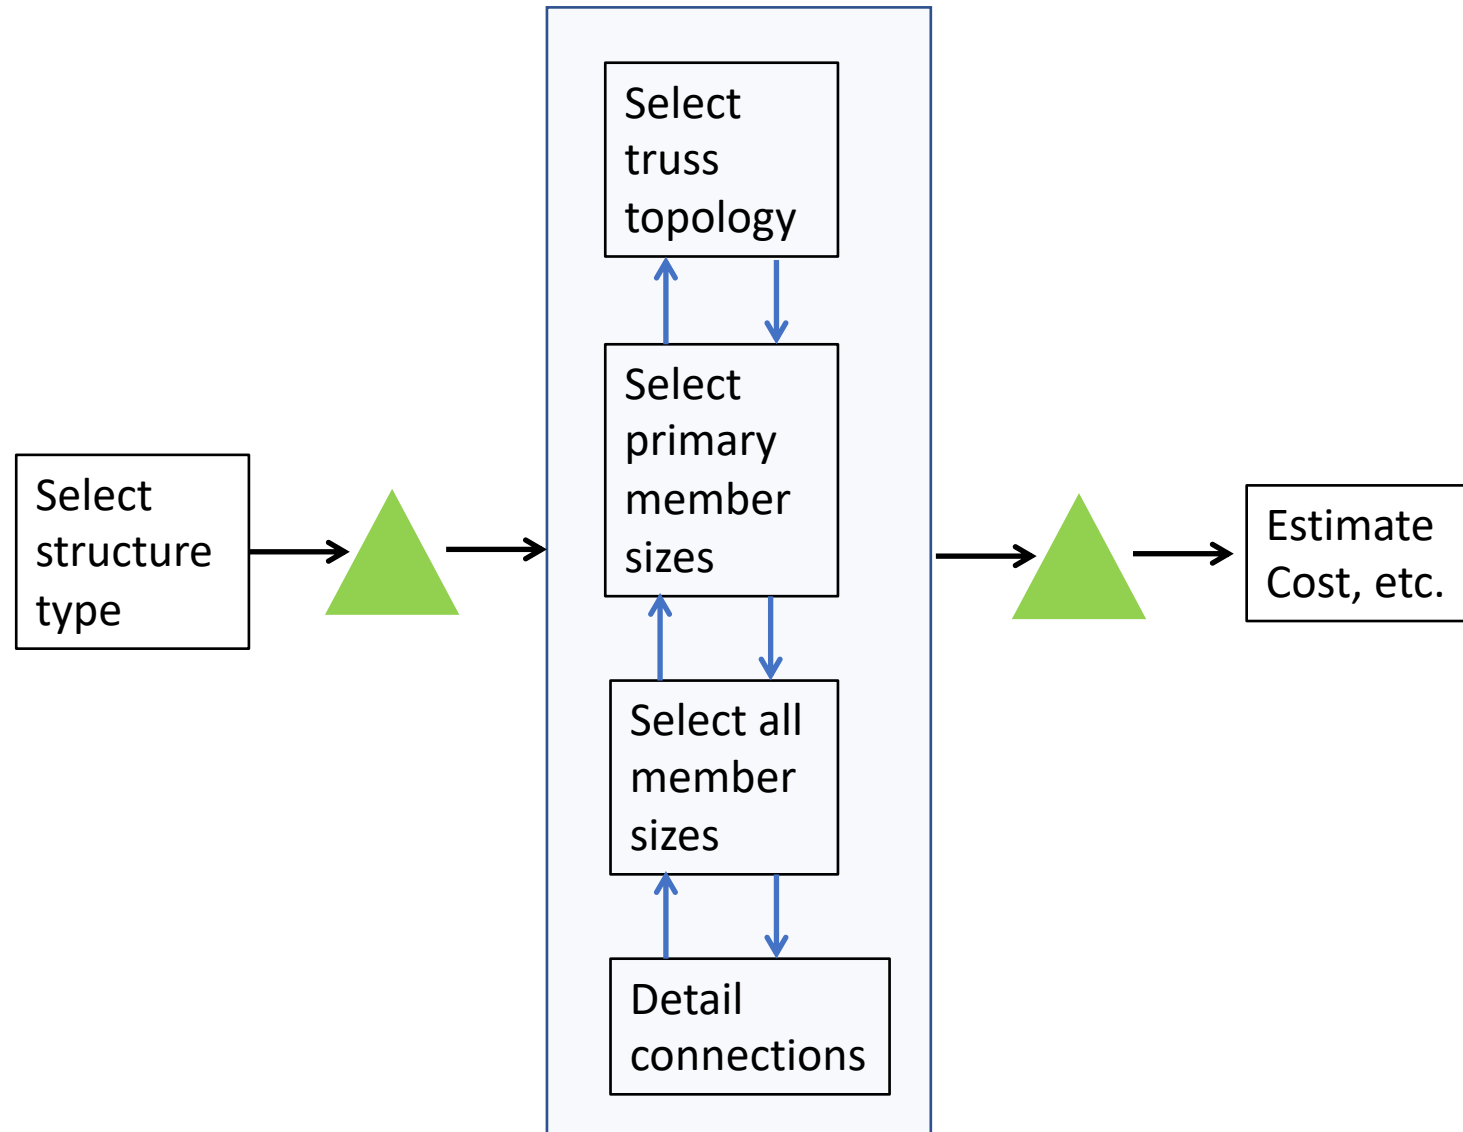 Select
structure
type
Select
truss
topology
Select
primary
member
sizes
Select all
member
sizes
Detail
connections
Estimate
Cost, etc.